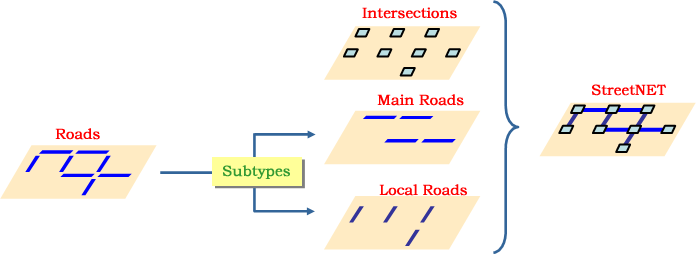 Intersections
StreetNET
Main Roads
Roads
Subtypes
Local Roads